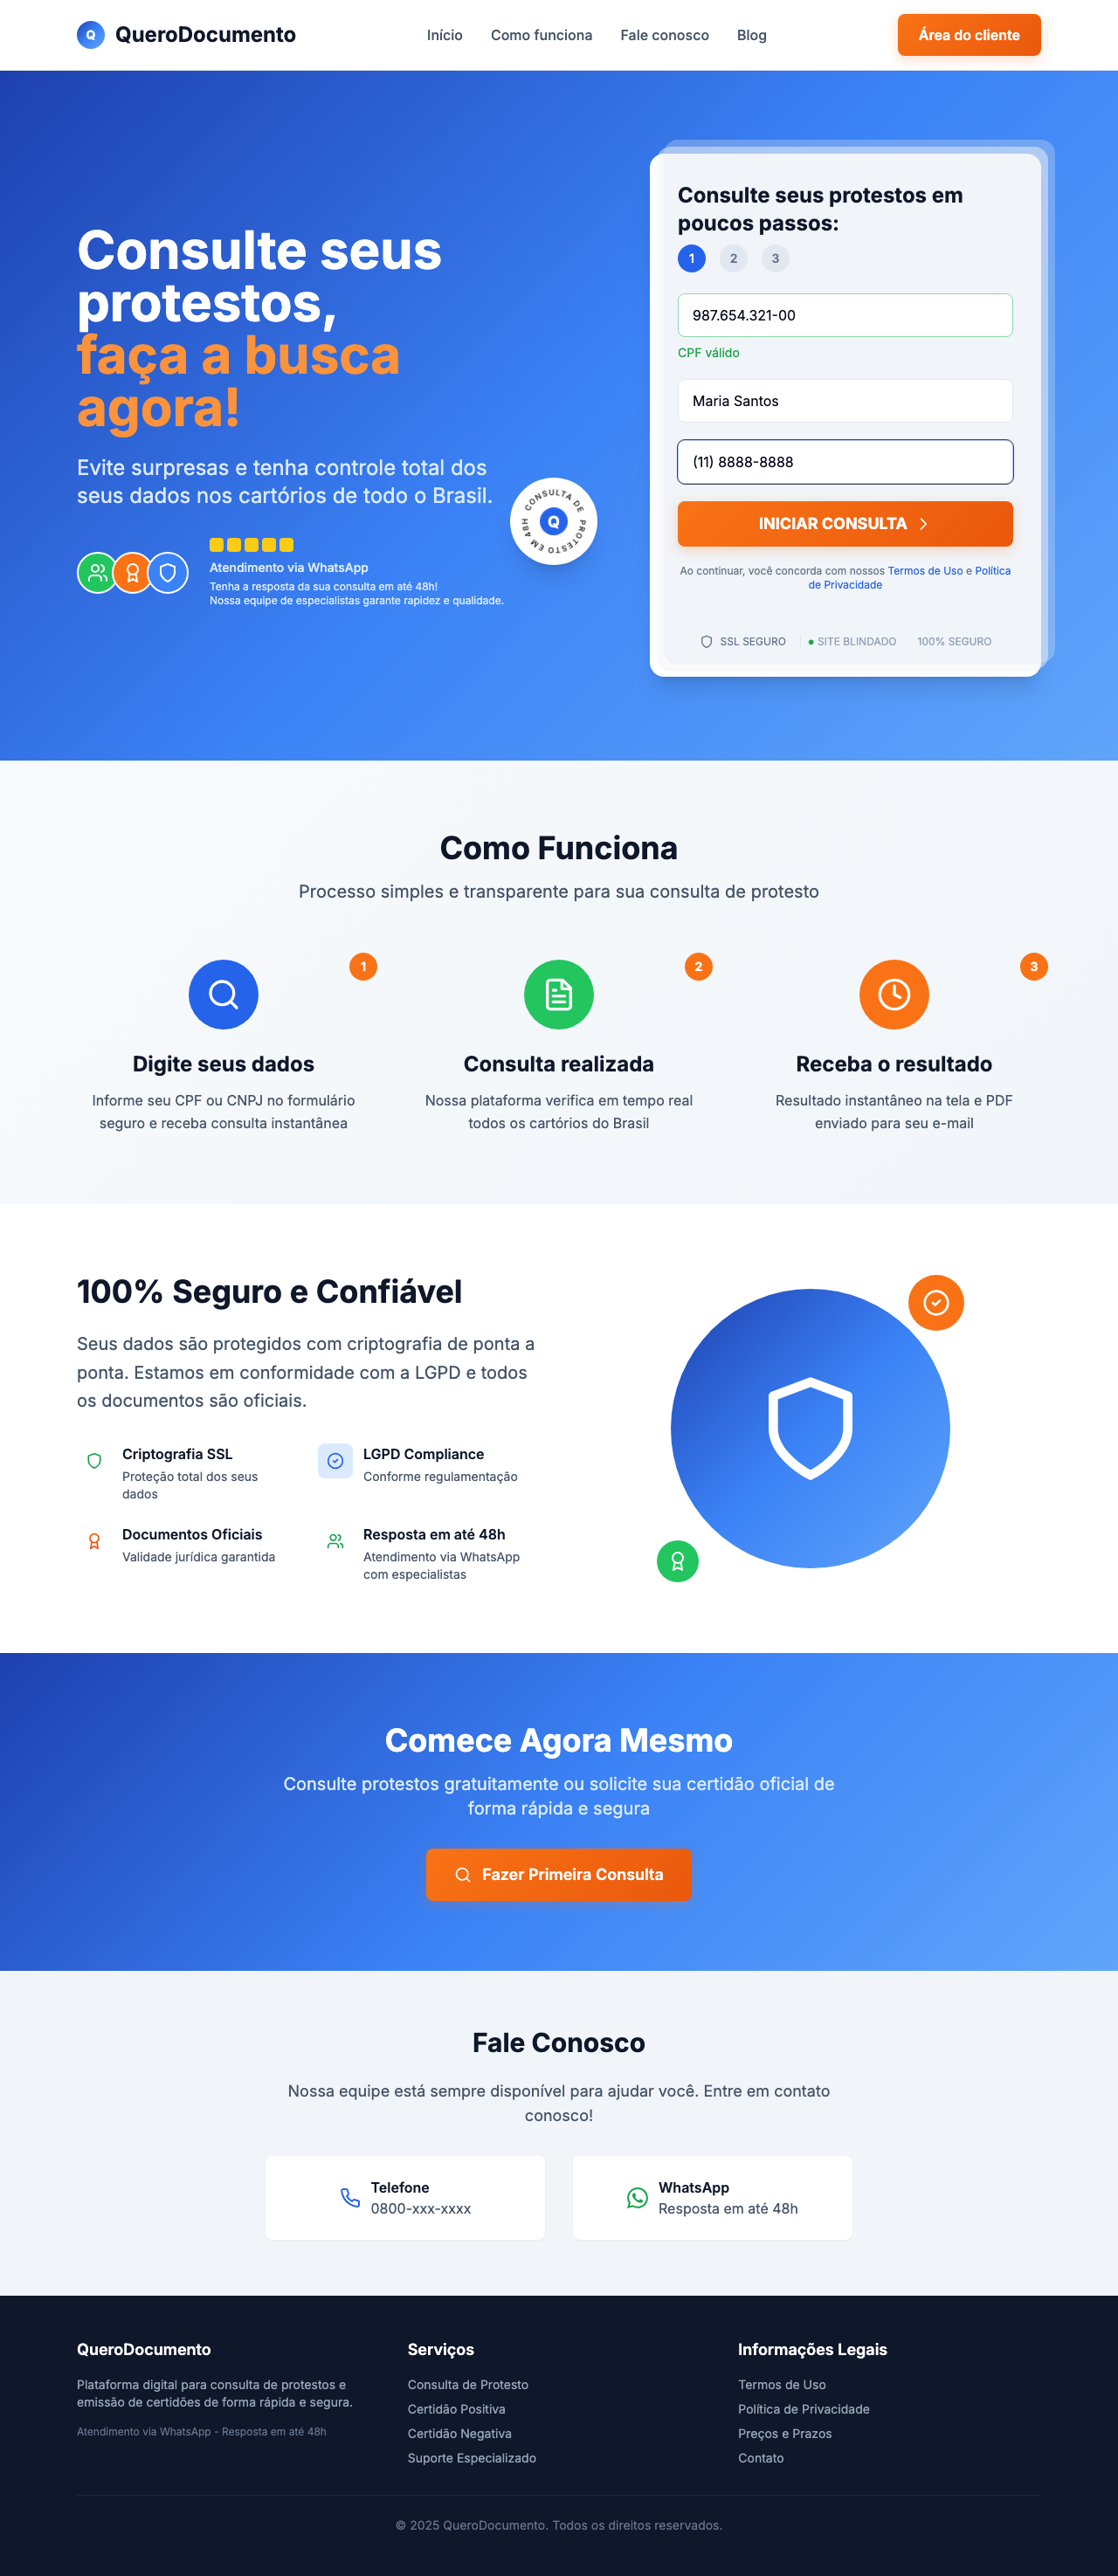 Q QueroDocumento
Início Como funciona Fale conosco Blog
Área do cliente
Consulte seus
protestos,
faça a busca
agora!
Evite surpresas e tenha controle total dos
seus dados nos cartórios de todo o Brasil.
Atendimento via WhatsApp
Tenha a resposta da sua consulta em até 48h!
Nossa equipe de especialistas garante rapidez e qualidade.
CONSULTA DE PROTESTO EM 48H
Q
Consulte seus protestos em
poucos passos:
1 2 3
987.654.321-00
CPF válido
Maria Santos
(11) 8888-8888
INICIAR CONSULTA
Ao continuar, você concorda com nossos Termos de Uso e Política
de Privacidade
SSL SEGURO SITE BLINDADO 100% SEGURO
Como Funciona
Processo simples e transparente para sua consulta de protesto
1
Digite seus dados
Informe seu CPF ou CNPJ no formulário
seguro e receba consulta instantânea
2
Consulta realizada
Nossa plataforma verifica em tempo real
todos os cartórios do Brasil
3
Receba o resultado
Resultado instantâneo na tela e PDF
enviado para seu e-mail
100% Seguro e Confiável
Seus dados são protegidos com criptografia de ponta a
ponta. Estamos em conformidade com a LGPD e todos
os documentos são oficiais.
Criptografia SSL
Proteção total dos seus
dados
LGPD Compliance
Conforme regulamentação
Documentos Oficiais
Validade jurídica garantida
Resposta em até 48h
Atendimento via WhatsApp
com especialistas
Comece Agora Mesmo
Consulte protestos gratuitamente ou solicite sua certidão oficial de
forma rápida e segura
Fazer Primeira Consulta
Fale Conosco
Nossa equipe está sempre disponível para ajudar você. Entre em contato
conosco!
Telefone
0800-xxx-xxxx
WhatsApp
Resposta em até 48h
QueroDocumento
Plataforma digital para consulta de protestos e
emissão de certidões de forma rápida e segura.
Atendimento via WhatsApp - Resposta em até 48h
Serviços
Consulta de Protesto
Certidão Positiva
Certidão Negativa
Suporte Especializado
Informações Legais
Termos de Uso
Política de Privacidade
Preços e Prazos
Contato
© 2025 QueroDocumento. Todos os direitos reservados.